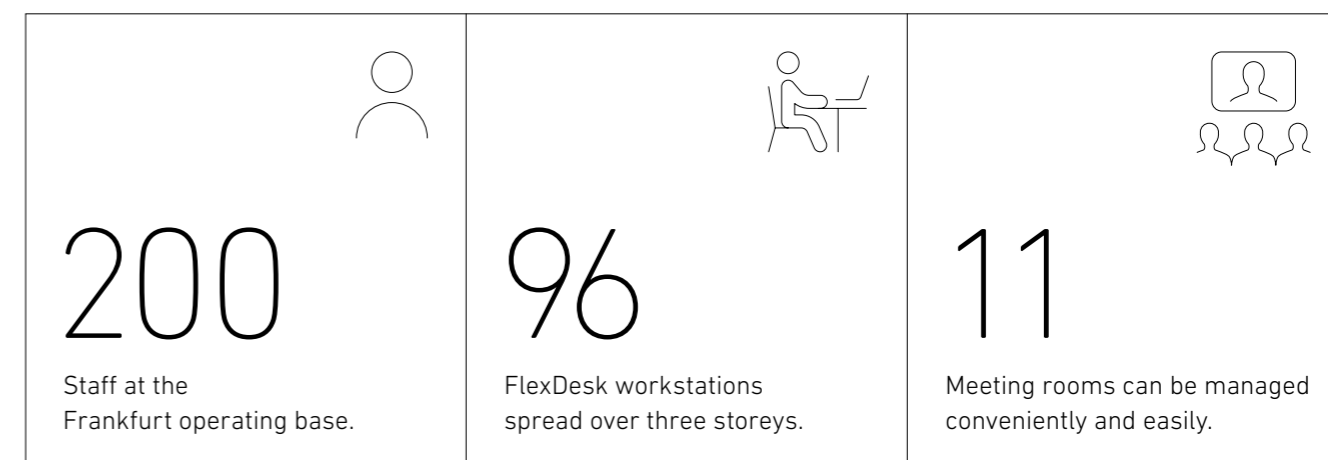 200
Staff at the
Frankfurt operating base.
96
FlexDesk workstations
spread over three storeys.
11
Meeting rooms can be managed
conveniently and easily.